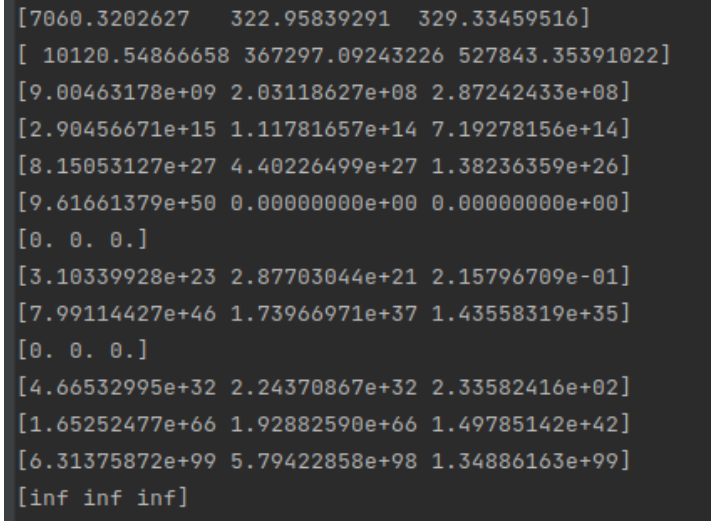 [7060.3202627   322.95839291  329.33459516]
[ 10120.54866658 367297.09243226 527843.35391022]
[9.00463178e+09 2.03118627e+08 2.87242433e+08]
[2.90456671e+15 1.11781657e+14 7.19278156e+14]
[8.15053127e+27 4.40226499e+27 1.38236359e+26]
[9.61661379e+50 0.00000000e+00 0.00000000e+00]
[0. 0. 0.]
[3.10339928e+23 2.87703044e+21 2.15796709e-01]
[7.99114427e+46 1.73966971e+37 1.43558319e+35]
[0. 0. 0.]
[4.66532995e+32 2.24370867e+32 2.33582416e+02]
[1.65252477e+66 1.92882590e+66 1.49785142e+42]
[6.31375872e+99 5.79422858e+98 1.34886163e+99]
[inf inf inf]